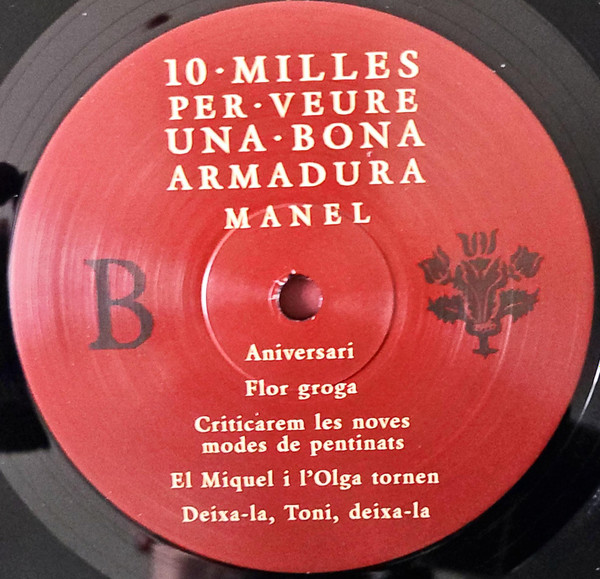 10·MILLES
PER·VEURE
UNA·BONA
ARMADURA
MANEL
B
Aniversari
Flor groga
Criticarem les noves
modes de pentinats
El Miquel i l'Olga tornen
Deixa-la, Toni, deixa-la